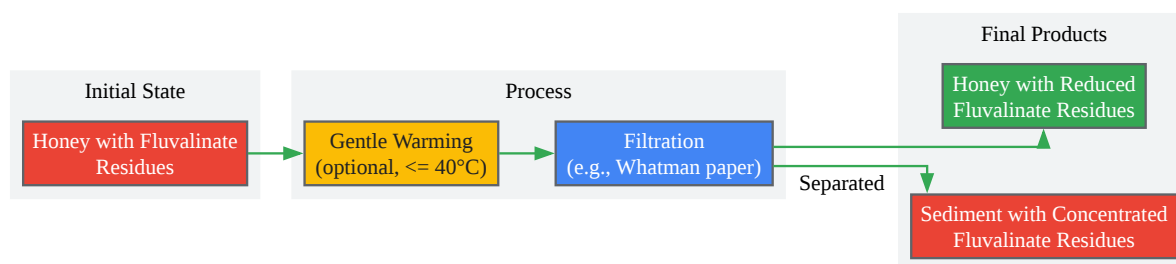 Initial State
Honey with Fluvalinate
Residues
Process
Gentle Warming
(optional, <= 40°C)
Filtration
(e.g., Whatman paper)
Separated
Final Products
Honey with Reduced
Fluvalinate Residues
Sediment with Concentrated
Fluvalinate Residues